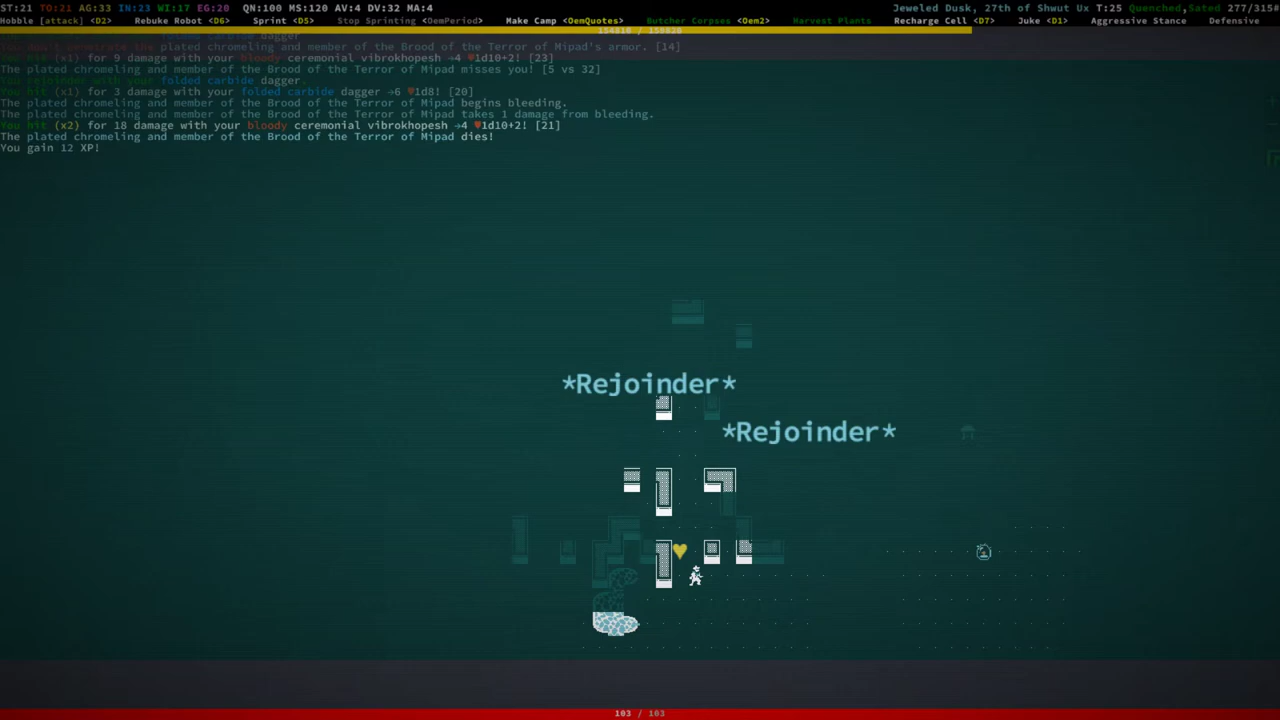 ST:21 TO:21 AG:33 IN:23 WI:17 EG:20 QN:100 MS:120 AV:4 DV:32 MA:4 Jeweled Dusk, 27th of Shwut Ux T:25 Quenched,Sated 277/315#
Hobble [attack] <D2> Rebuke Robot <D6> Sprint <D5> Stop Sprinting <OemPeriod> Make Camp <OemQuotes> Butcher Corpses <Oem2> Harvest Plants Recharge Cell <D7> Juke <D1> Aggressive Stance Defensive
dagger
the plated chromeling and member of the Brood of the Terror of Mipad's armor. [14]
You hit (x1) for 9 damage with your bloody ceremonial vibrokhopesh →4 ♥1d10+2! [23]
The plated chromeling and member of the Brood of the Terror of Mipad misses you! [5 vs 32]
You rejoinder with your folded carbide dagger.
You hit (x1) for 3 damage with your folded carbide dagger →6 ♥1d8! [20]
The plated chromeling and member of the Brood of the Terror of Mipad begins bleeding.
The plated chromeling and member of the Brood of the Terror of Mipad takes 1 damage from bleeding.
You hit (x2) for 18 damage with your bloody ceremonial vibrokhopesh →4 ♥1d10+2! [21]
The plated chromeling and member of the Brood of the Terror of Mipad dies!
You gain 12 XP!
*Rejoinder*
*Rejoinder*
103 / 103